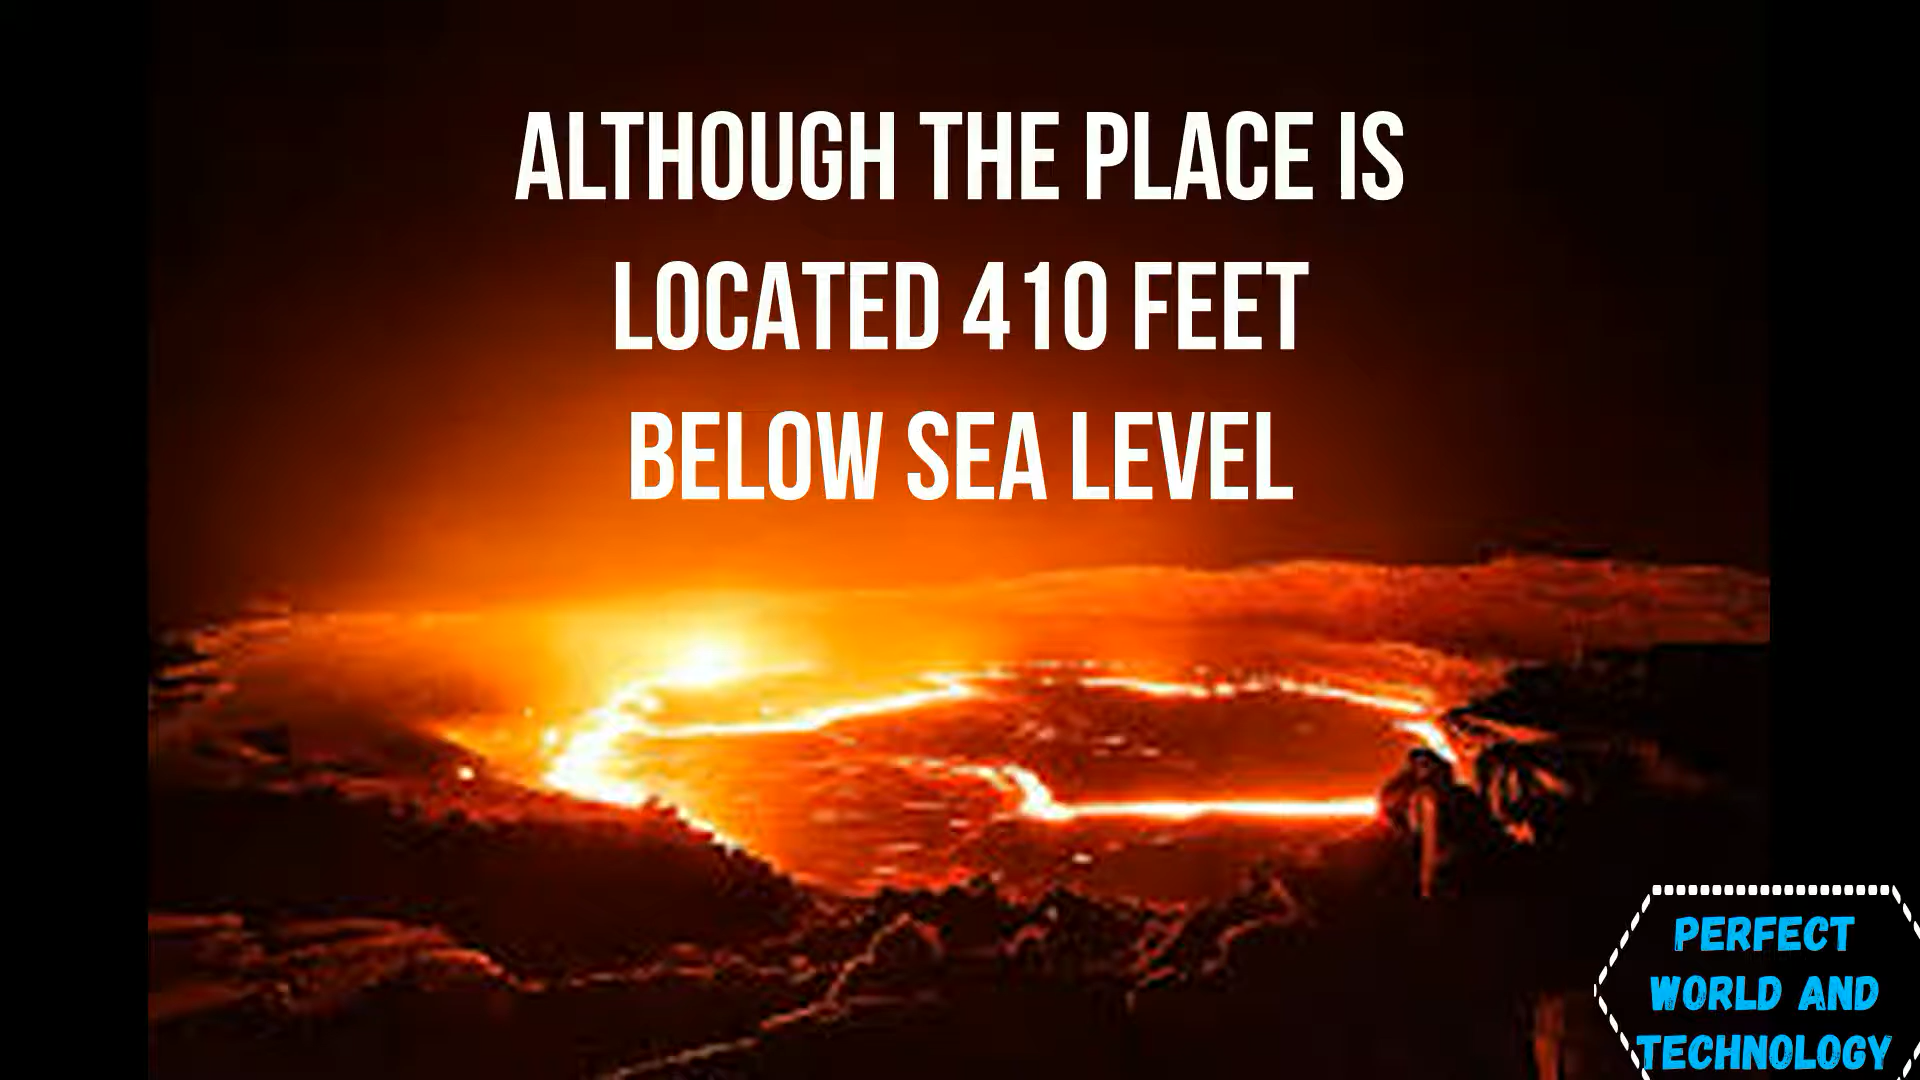 ALTHOUGH THE PLACE IS
LOCATED 410 FEET
BELOW SEA LEVEL
PERFECT
WORLD AND
TECHNOLOGY